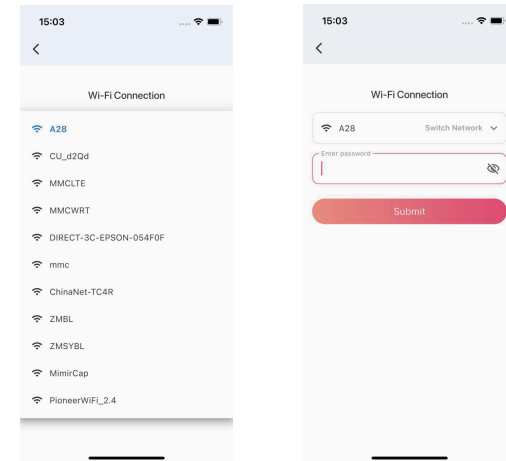 15:03
Wi-Fi Connection
A28
CU_d2Qd
MMCLTE
MMCWRT
DIRECT-3C-EPSON-054F0F
mmc
ChinaNet-TC4R
ZMBL
ZMSYBL
MimirCap
PioneerWiFi_2.4
15:03
Wi-Fi Connection
A28 Switch Network
Enter password
Submit